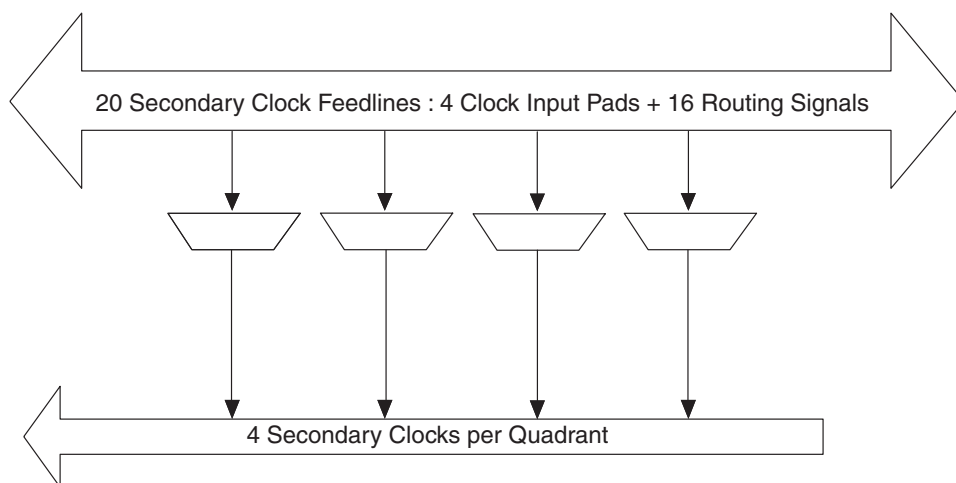 20 Secondary Clock Feedlines : 4 Clock Input Pads + 16 Routing Signals
4 Secondary Clocks per Quadrant